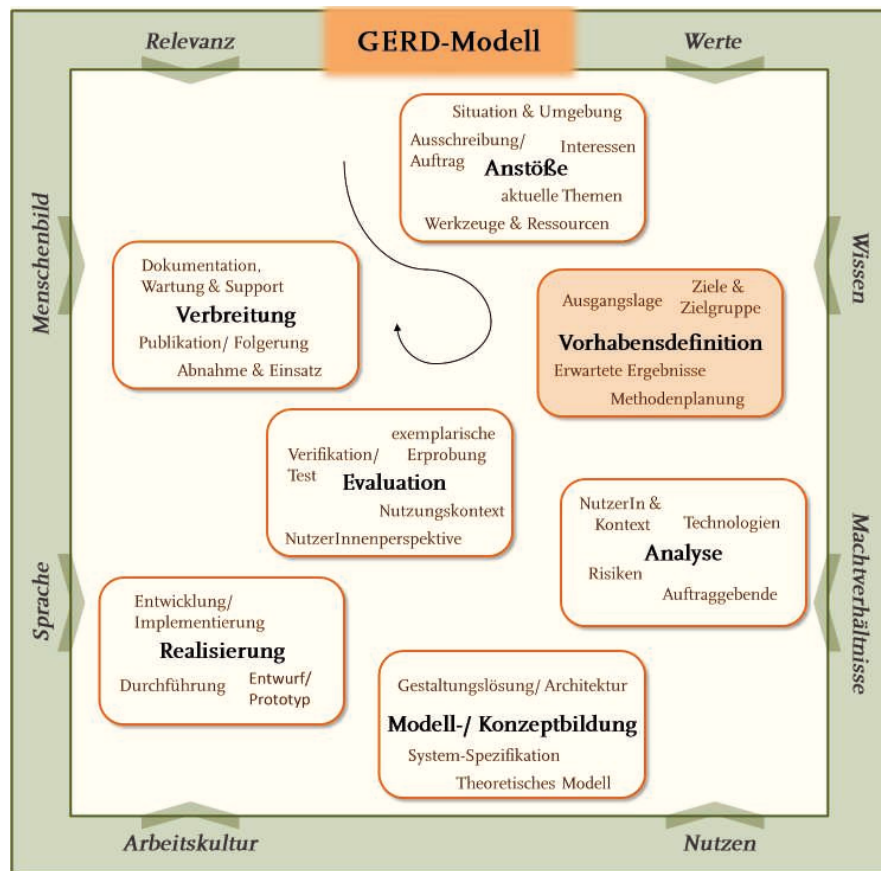 GERD-Modell
Relevanz
Werte
Menschenbild
Wissen
Sprache
Machtverhältnisse
Arbeitskultur
Nutzen
Situation & Umgebung
Ausschreibung/
Auftrag
Interessen
Anstöße
aktuelle Themen
Werkzeuge & Ressourcen
Ausgangslage
Ziele &
Zielgruppe
Vorhabensdefinition
Erwartete Ergebnisse
Methodenplanung
NutzerIn &
Kontext
Technologien
Analyse
Risiken
Auftraggebende
Gestaltungslösung/ Architektur
Modell-/ Konzeptbildung
System-Spezifikation
Theoretisches Modell
Entwicklung/
Implementierung
Realisierung
Durchführung
Entwurf/
Prototyp
exemplarische
Erprobung
Verifikation/
Test
Evaluation
Nutzungskontext
NutzerInnenperspektive
Dokumentation,
Wartung & Support
Verbreitung
Publikation/ Folgerung
Abnahme & Einsatz